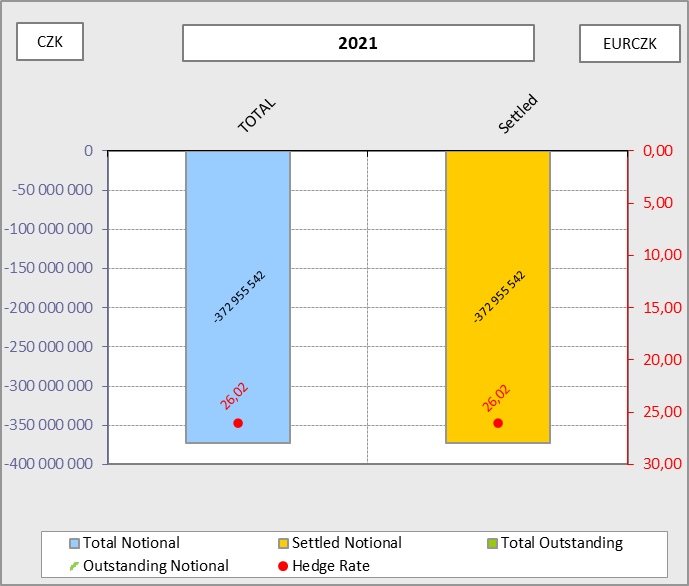 CZK
2021
EURCZK
TOTAL
Settled
0
-50 000 000
-100 000 000
-150 000 000
-200 000 000
-250 000 000
-300 000 000
-350 000 000
-400 000 000
-372 955 542
26,02
-372 955 542
26,02
0,00
5,00
10,00
15,00
20,00
25,00
30,00
Total Notional
Settled Notional
Total Outstanding
Outstanding Notional
Hedge Rate